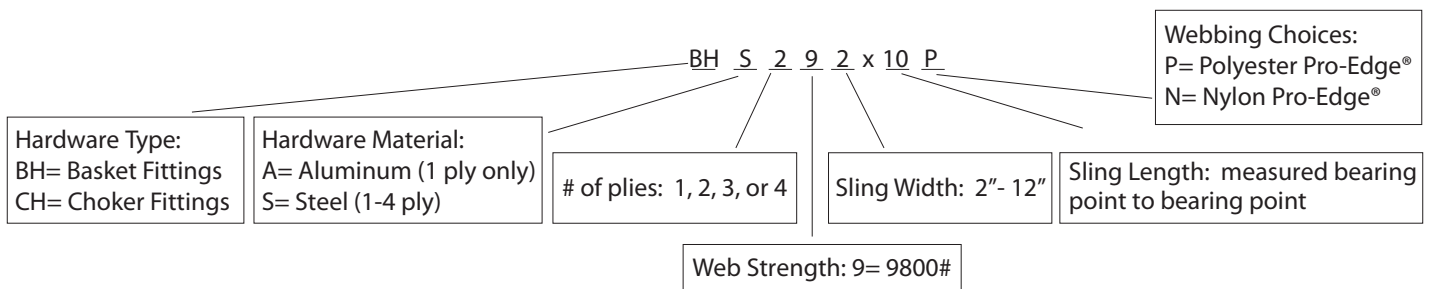 BH S 2 9 2 x 10 P
Webbing Choices:
P= Polyester Pro-Edge®
N= Nylon Pro-Edge®
Hardware Type:
BH= Basket Fittings
CH= Choker Fittings
Hardware Material:
A= Aluminum (1 ply only)
S= Steel (1-4 ply)
# of plies: 1, 2, 3, or 4
Sling Width: 2”- 12”
Sling Length: measured bearing
point to bearing point
Web Strength: 9= 9800#